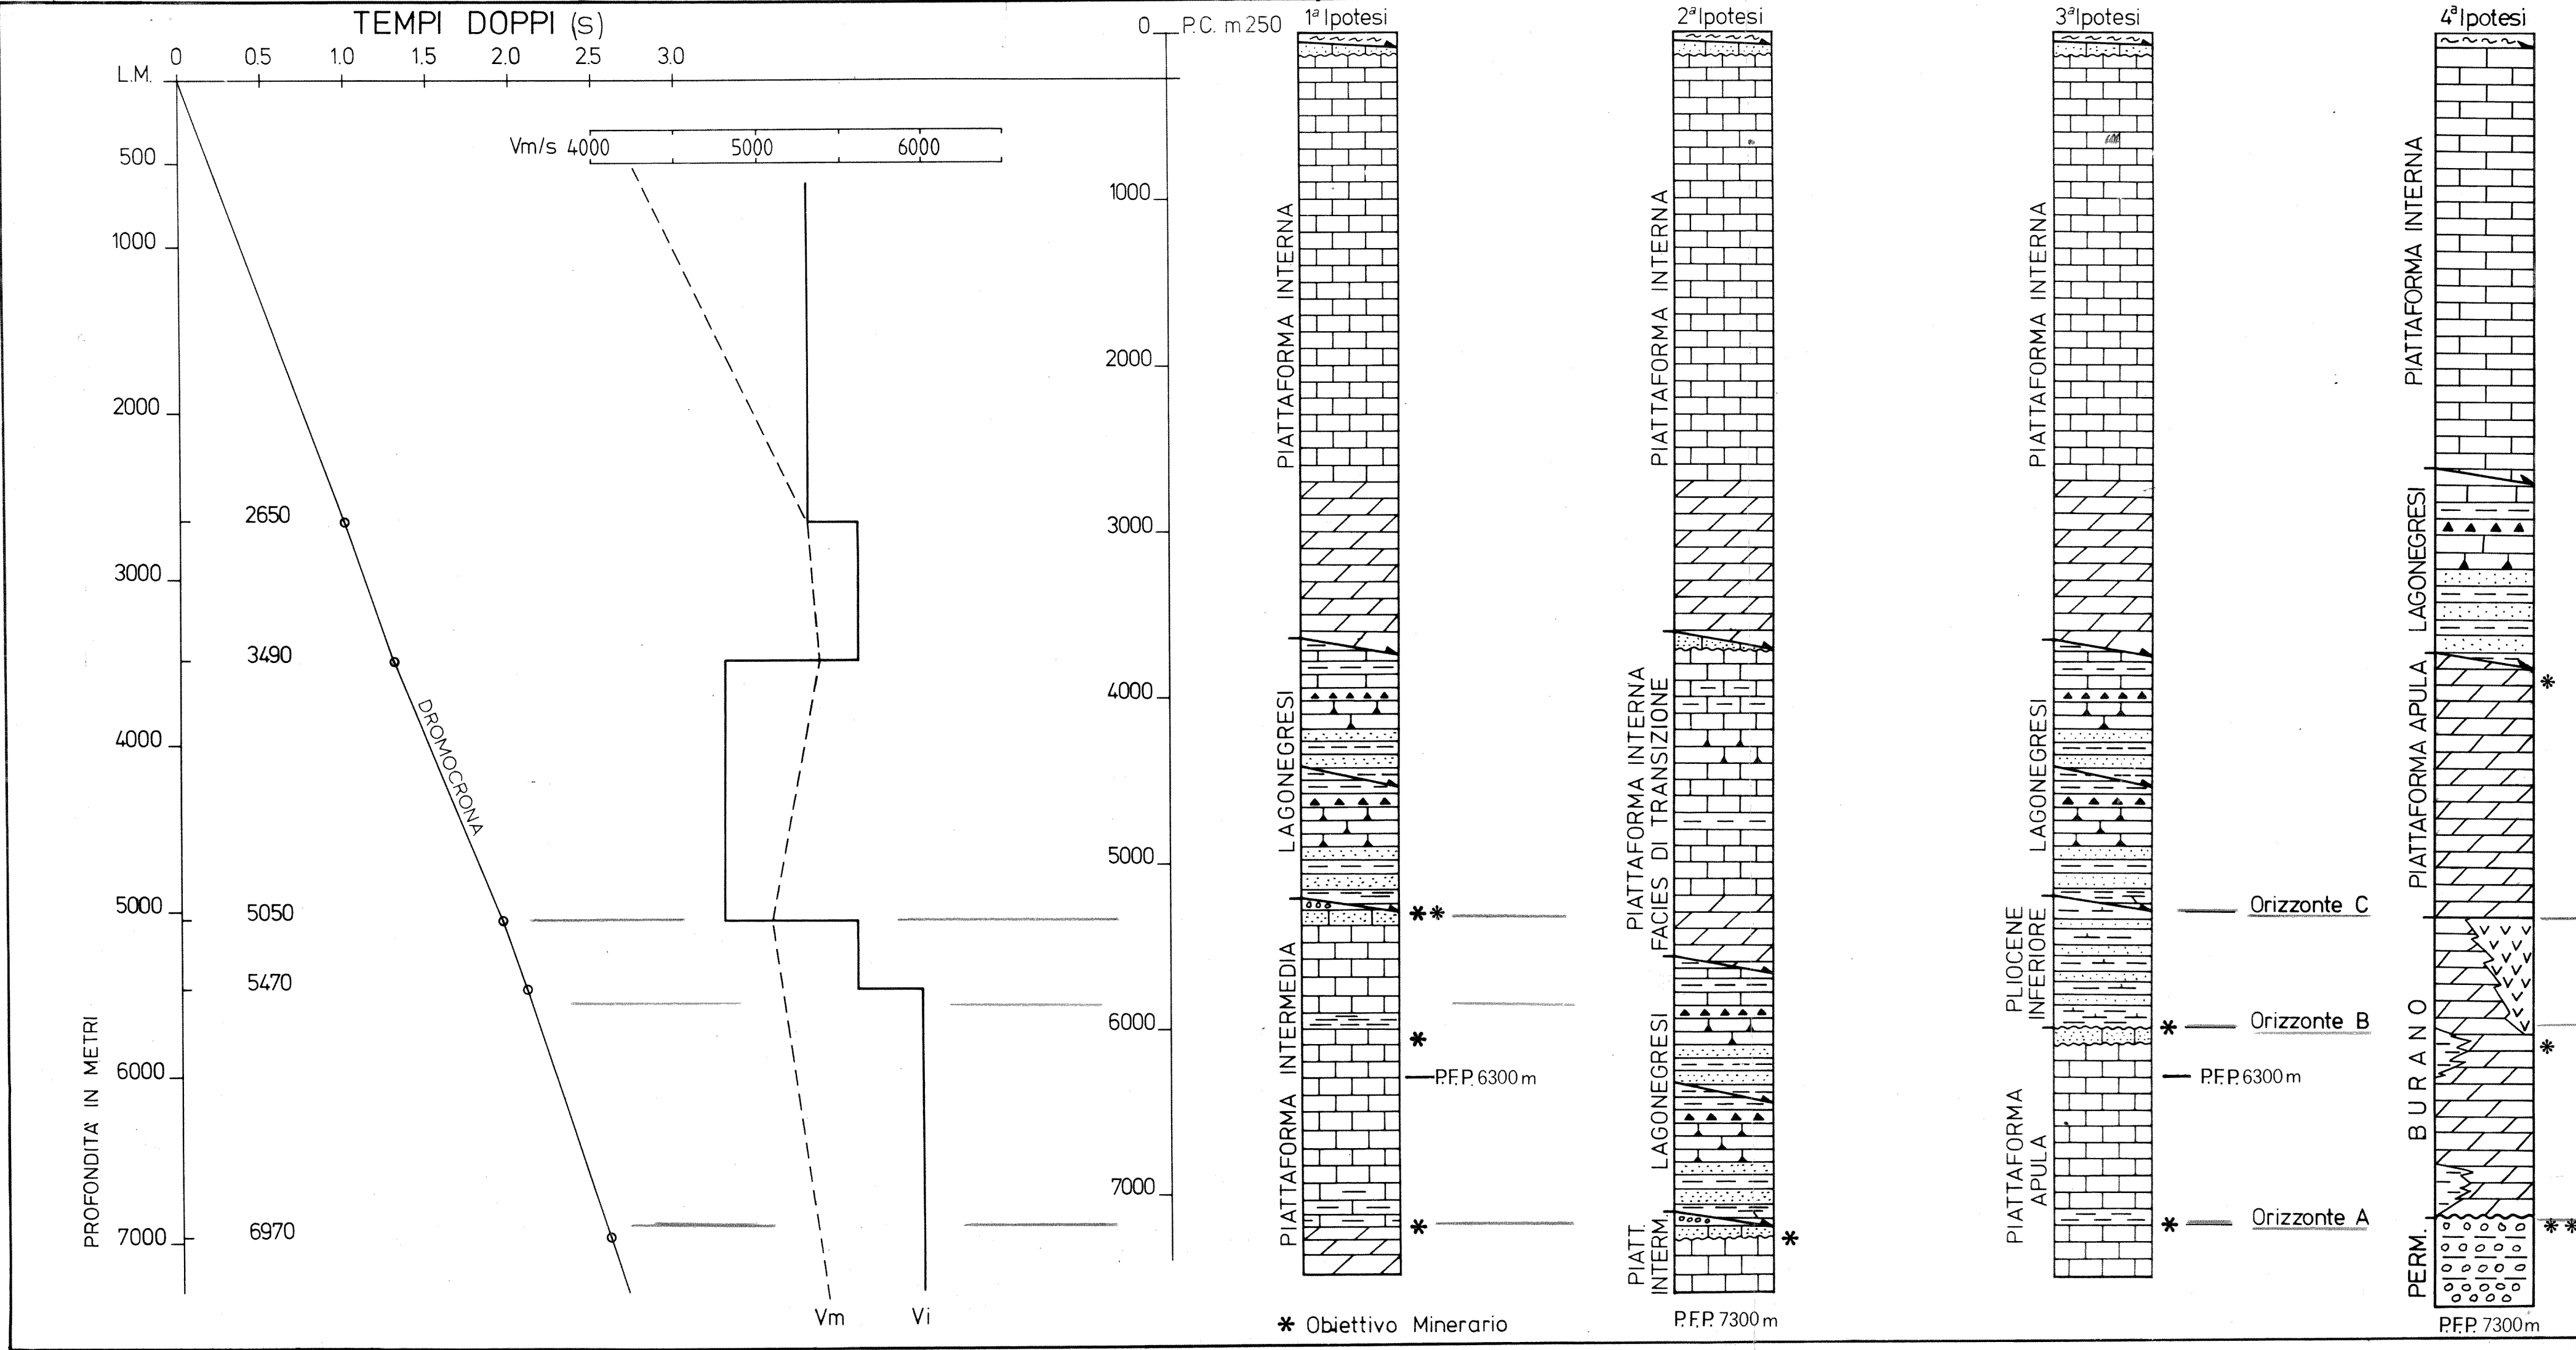 TEMPI DOPPI (s)
0 0.5 1.0 1.5 2.0 2.5 3.0
L.M.
Vm/s 4000 5000 6000
500
1000
2000
3000
4000
5000
6000
7000
PROFONDITA' IN METRI
2650
3490
5050
5470
6970
DROMOCRONA
Vm
Vi
0 P.C. m 250
1000
2000
3000
4000
5000
6000
7000
1ª Ipotesi
PIATTAFORMA INTERNA
LAGONEGRESI
PIATTAFORMA INTERMEDIA
**
*
P.F.P. 6300 m
*
* Obiettivo Minerario
2ª Ipotesi
PIATTAFORMA INTERNA
PIATTAFORMA INTERNA
FACIES DI TRANSIZIONE
LAGONEGRESI
PIATT.
INTERM.
*
P.F.P. 7300 m
3ª Ipotesi
PIATTAFORMA INTERNA
LAGONEGRESI
PLIOCENE
INFERIORE
PIATTAFORMA
APULA
Orizzonte C
* Orizzonte B
P.F.P. 6300 m
* Orizzonte A
4ª Ipotesi
PIATTAFORMA INTERNA
LAGONEGRESI
PIATTAFORMA APULA
BURANO
PERM.
*
*
**
P.F.P. 7300 m